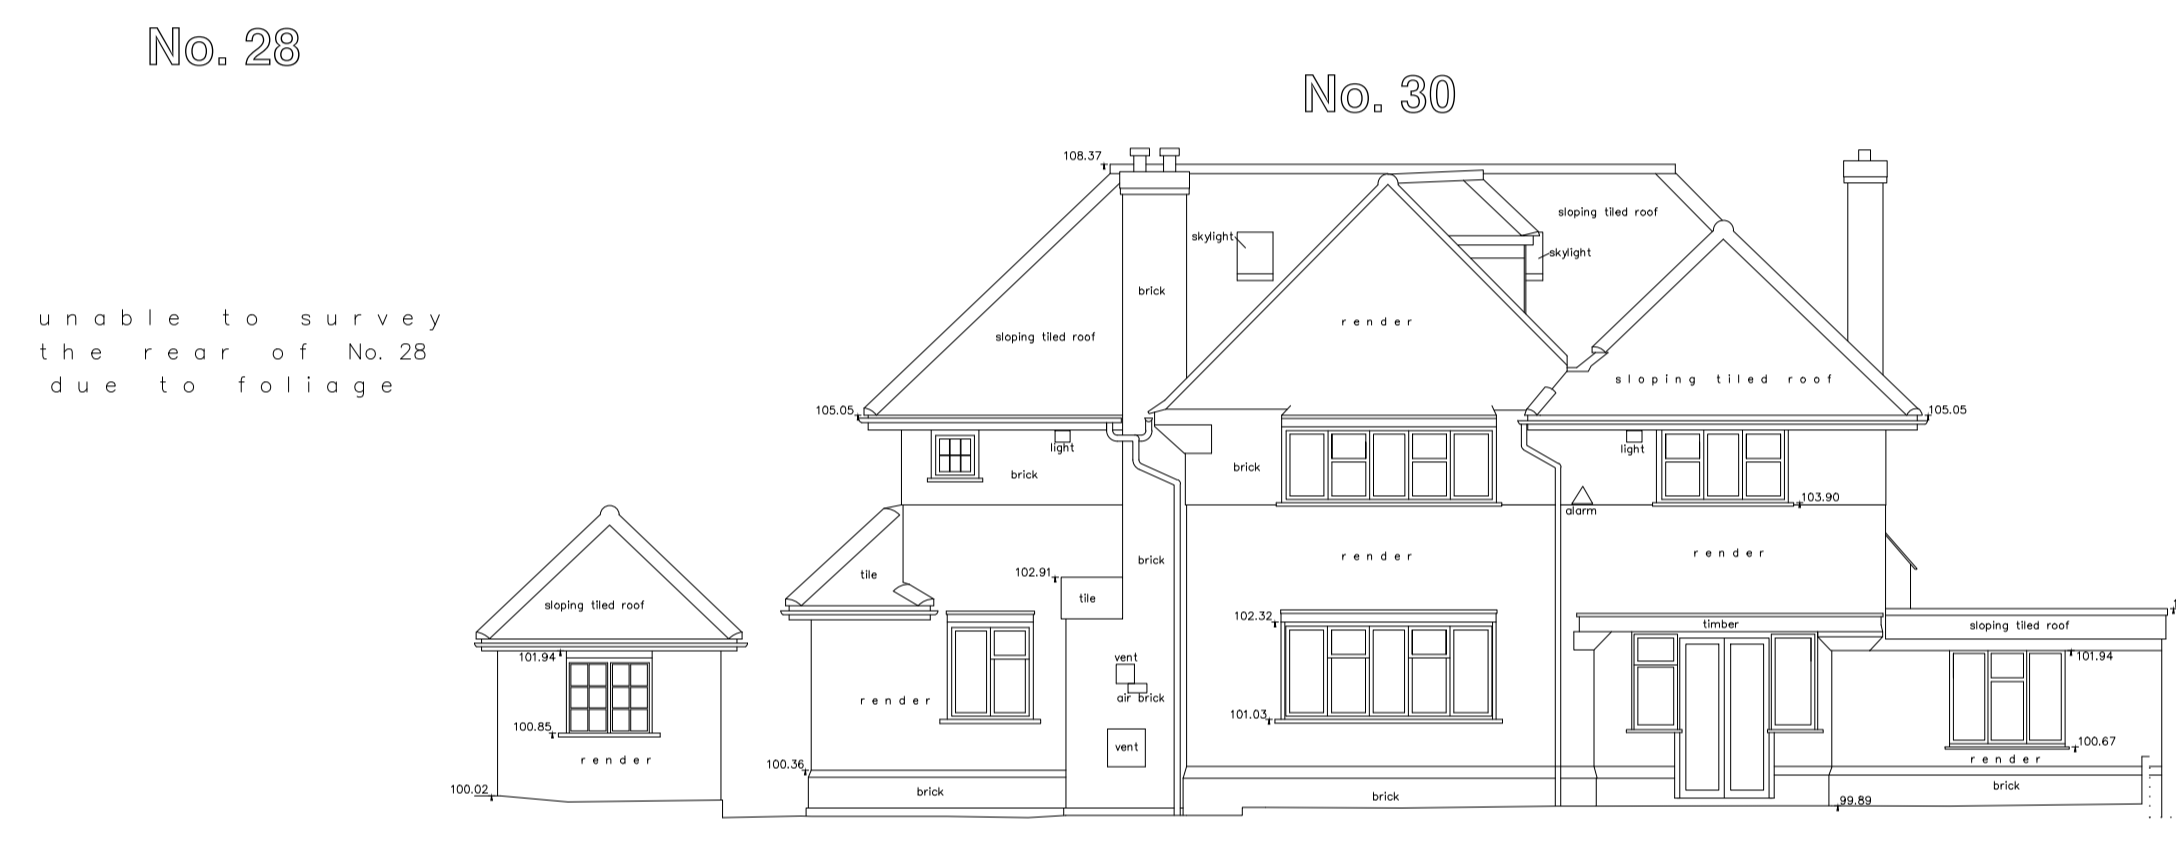 No. 28
No. 30
108.37
skylight
sloping tiled roof
skylight
brick
render
sloping tiled roof
unable to survey
the rear of No. 28
due to foliage
sloping tiled roof
105.05
105.05
light
light
brick
brick
103.90
alarm
render
render
brick
tile
102.91
tile
sloping tiled roof
102.32
timber
sloping tiled roof
101.94
vent
101.94
air brick
render
101.03
100.85
vent
100.67
render
render
100.36
100.02
brick
brick
brick
99.89